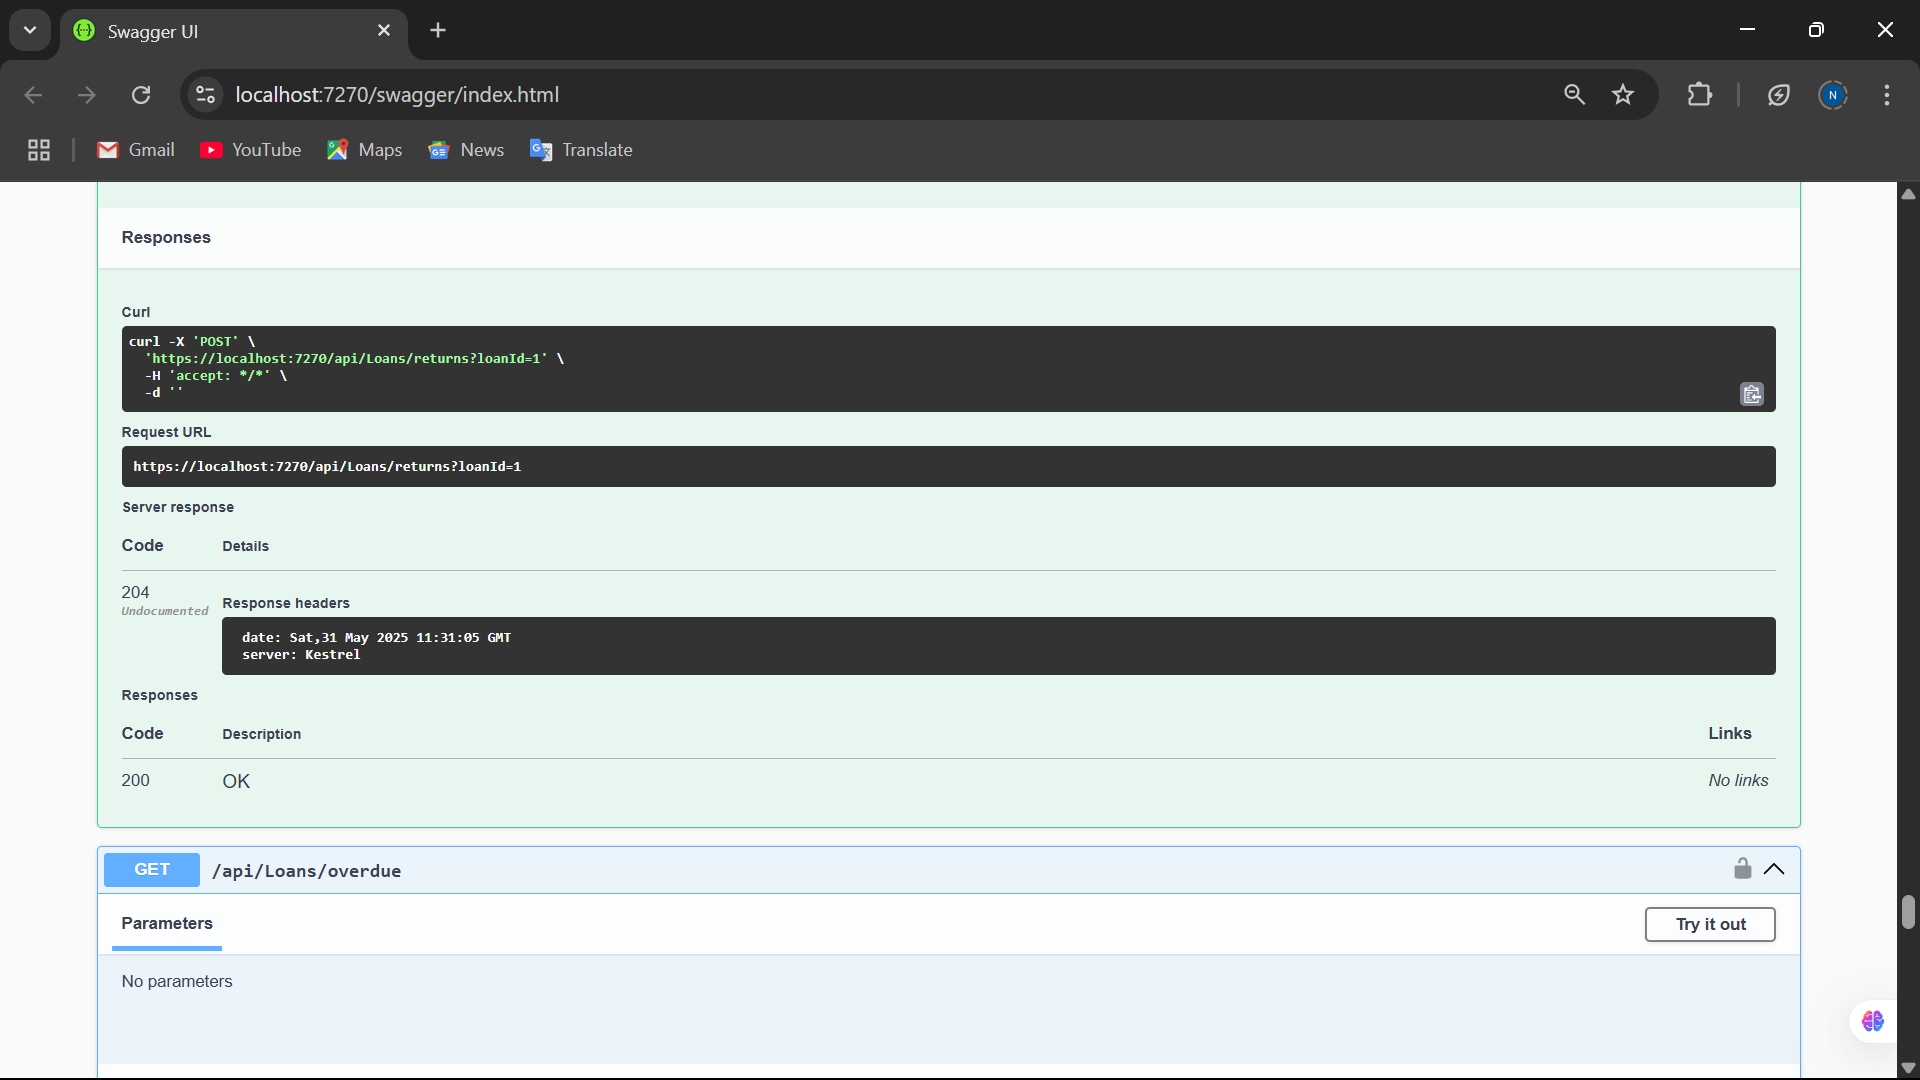 Swagger UI
localhost:7270/swagger/index.html
N
Gmail
YouTube
Maps
News
Translate
Responses
Curl
curl -X 'POST' \
'https://localhost:7270/api/Loans/returns?loanId=1' \
-H 'accept: */*' \
-d ''
Request URL
https://localhost:7270/api/Loans/returns?loanId=1
Server response
Code Details
204
Undocumented
Response headers
date: Sat,31 May 2025 11:31:05 GMT
server: Kestrel
Responses
Code Description Links
200 OK No links
GET /api/Loans/overdue
Parameters Try it out
No parameters